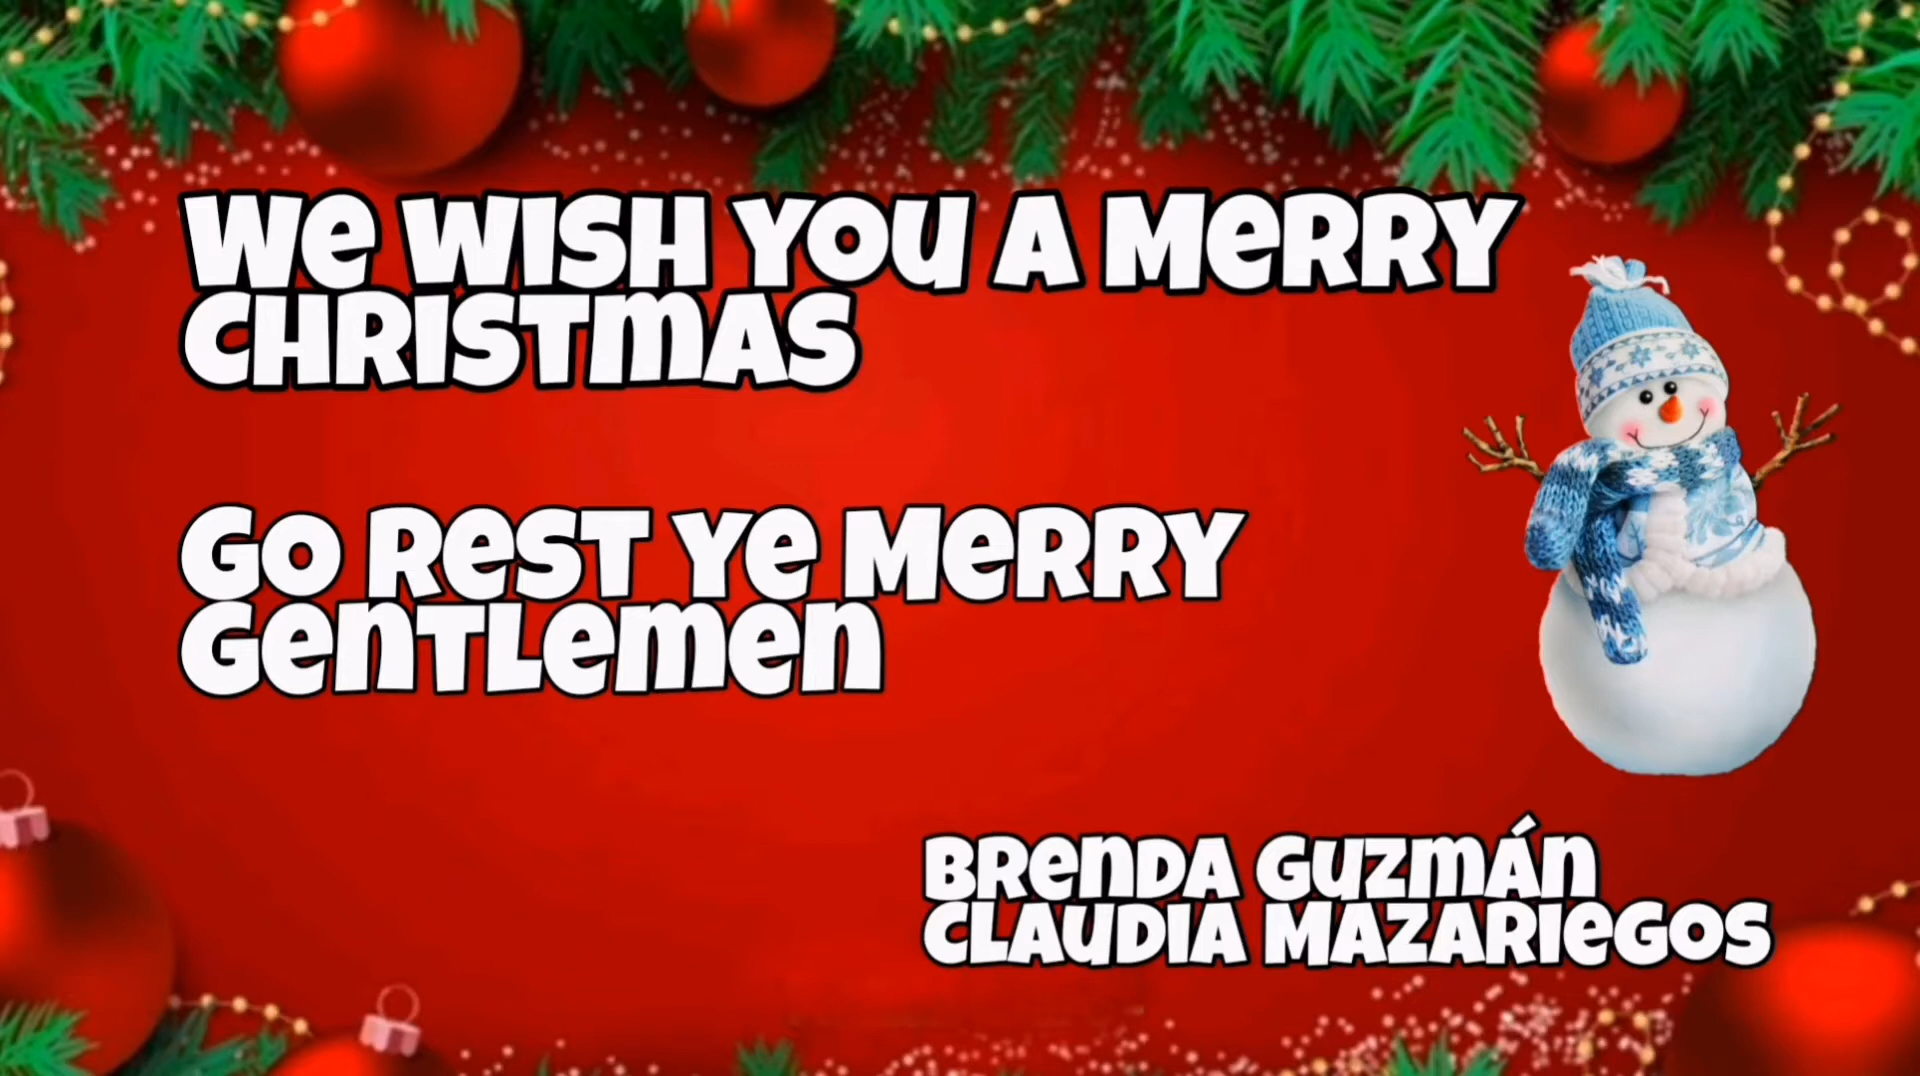 We WISH YOU A MERRY
CHRISTMAS
GO REST YE MERRY
GENTLEMEN
BRENDA GUZMÁN
CLAUDIA MAZARIEGOS